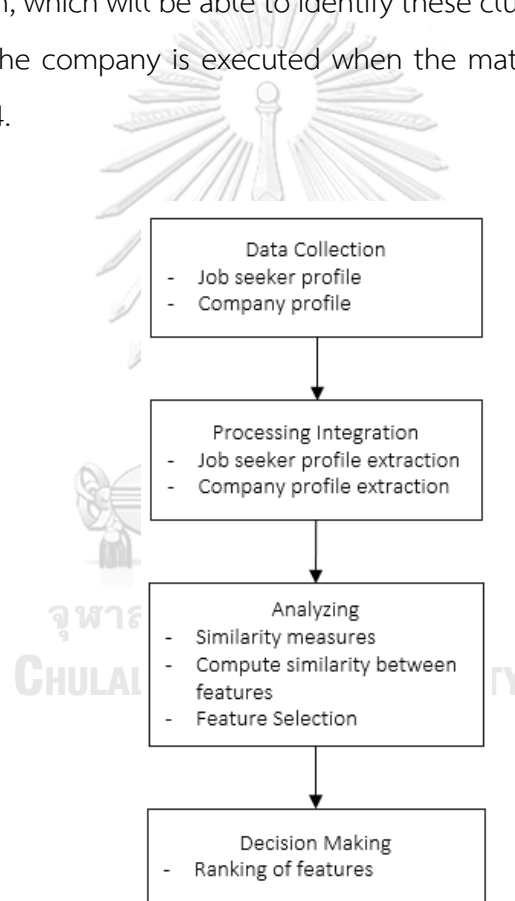 which will be able to identify these
he company is executed when the mat
4.
Data Collection
- Job seeker profile
- Company profile
Processing Integration
- Job seeker profile extraction
- Company profile extraction
Analyzing
- Similarity measures
- Compute similarity between
features
- Feature Selection
Decision Making
- Ranking of features
จุฬาล
CHULAL TY